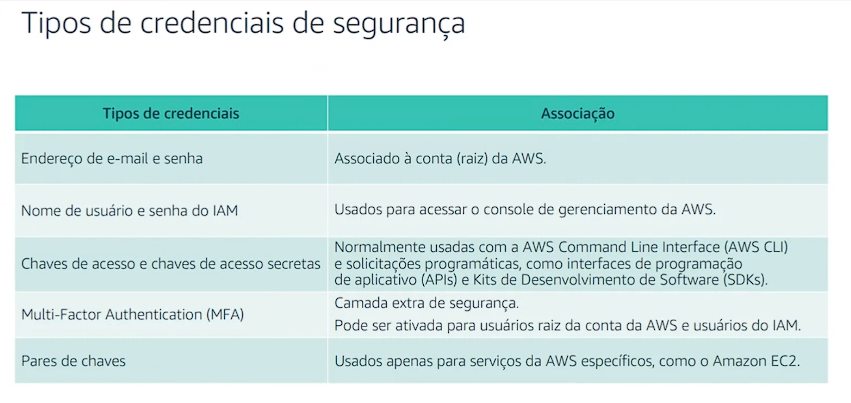 Tipos de credenciais de segurança
Tipos de credenciais
Associação
Endereço de e-mail e senha
Associado à conta (raiz) da AWS.
Nome de usuário e senha do IAM
Usados para acessar o console de gerenciamento da AWS.
Chaves de acesso e chaves de acesso secretas
Normalmente usadas com a AWS Command Line Interface (AWS CLI)
e solicitações programáticas, como interfaces de programação
de aplicativo (APIs) e Kits de Desenvolvimento de Software (SDKs).
Multi-Factor Authentication (MFA)
Camada extra de segurança.
Pode ser ativada para usuários raiz da conta da AWS e usuários do IAM.
Pares de chaves
Usados apenas para serviços da AWS específicos, como o Amazon EC2.